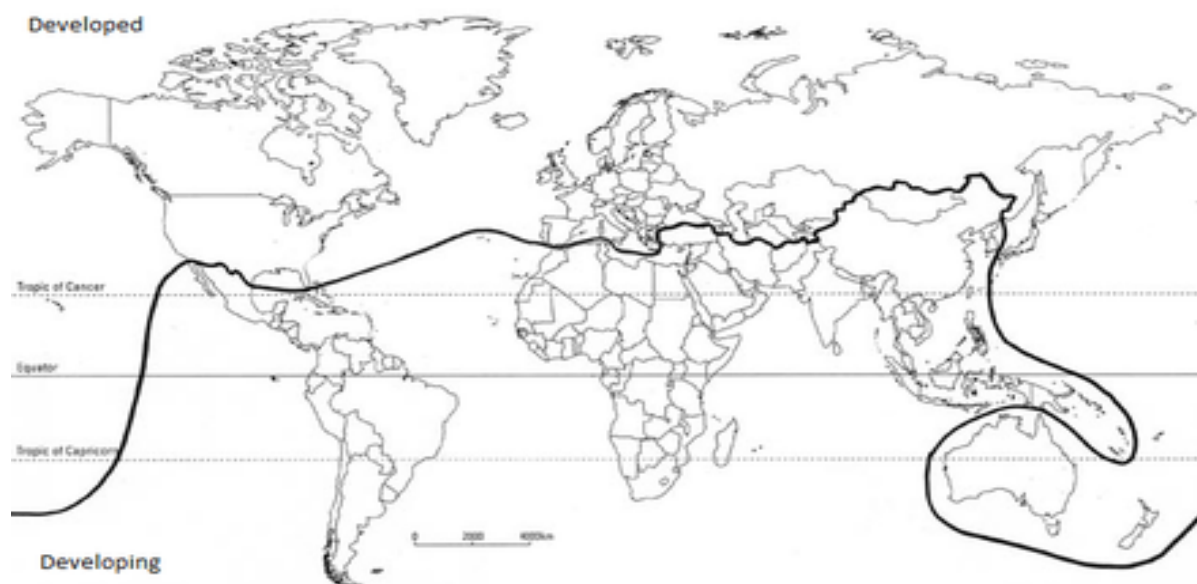 Developed
Tropic of Cancer
Equator
Tropic of Capricorn
0 2000 4000km
Developing